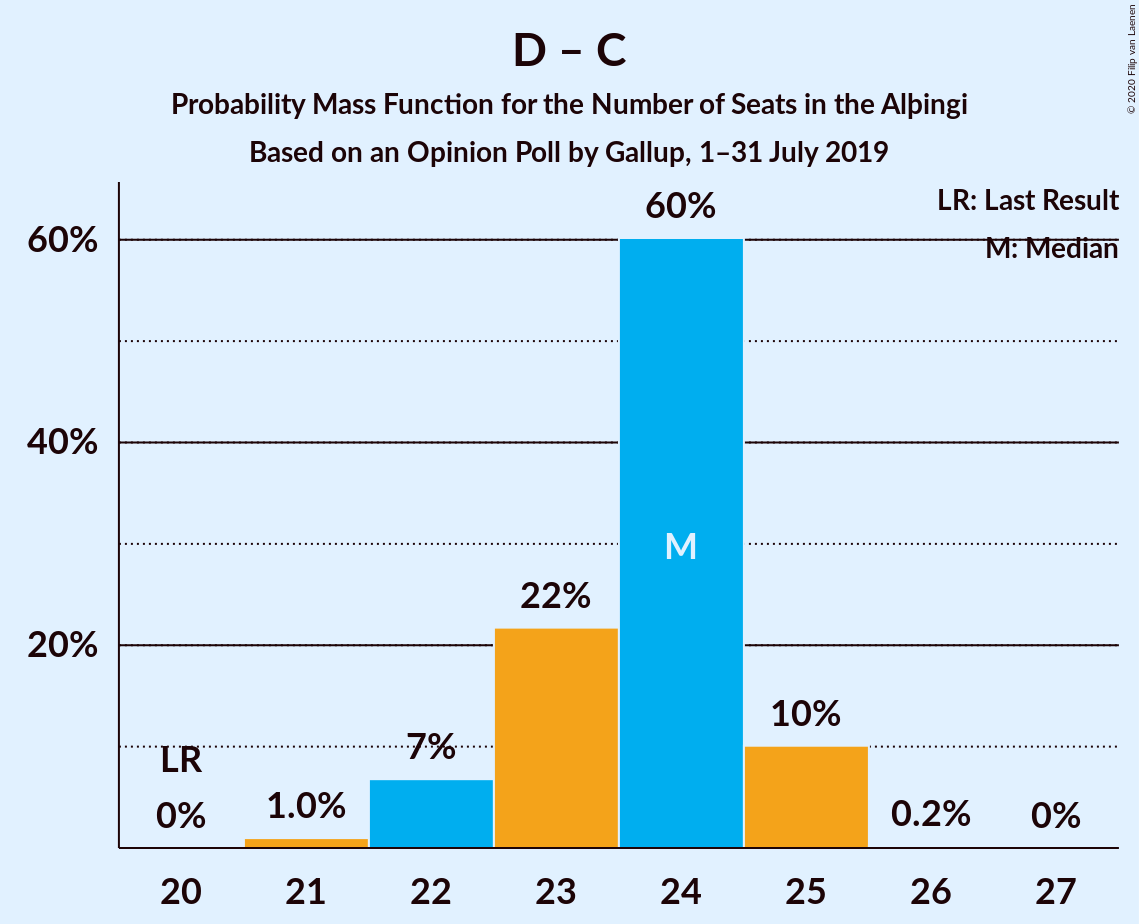 D – C
Probability Mass Function for the Number of Seats in the Alþingi
Based on an Opinion Poll by Gallup, 1–31 July 2019
© 2020 Filip van Laenen
LR: Last Result
M: Median
60%
40%
20%
LR
0%
1.0%
7%
22%
60%
M
10%
0.2%
0%
20 21 22 23 24 25 26 27